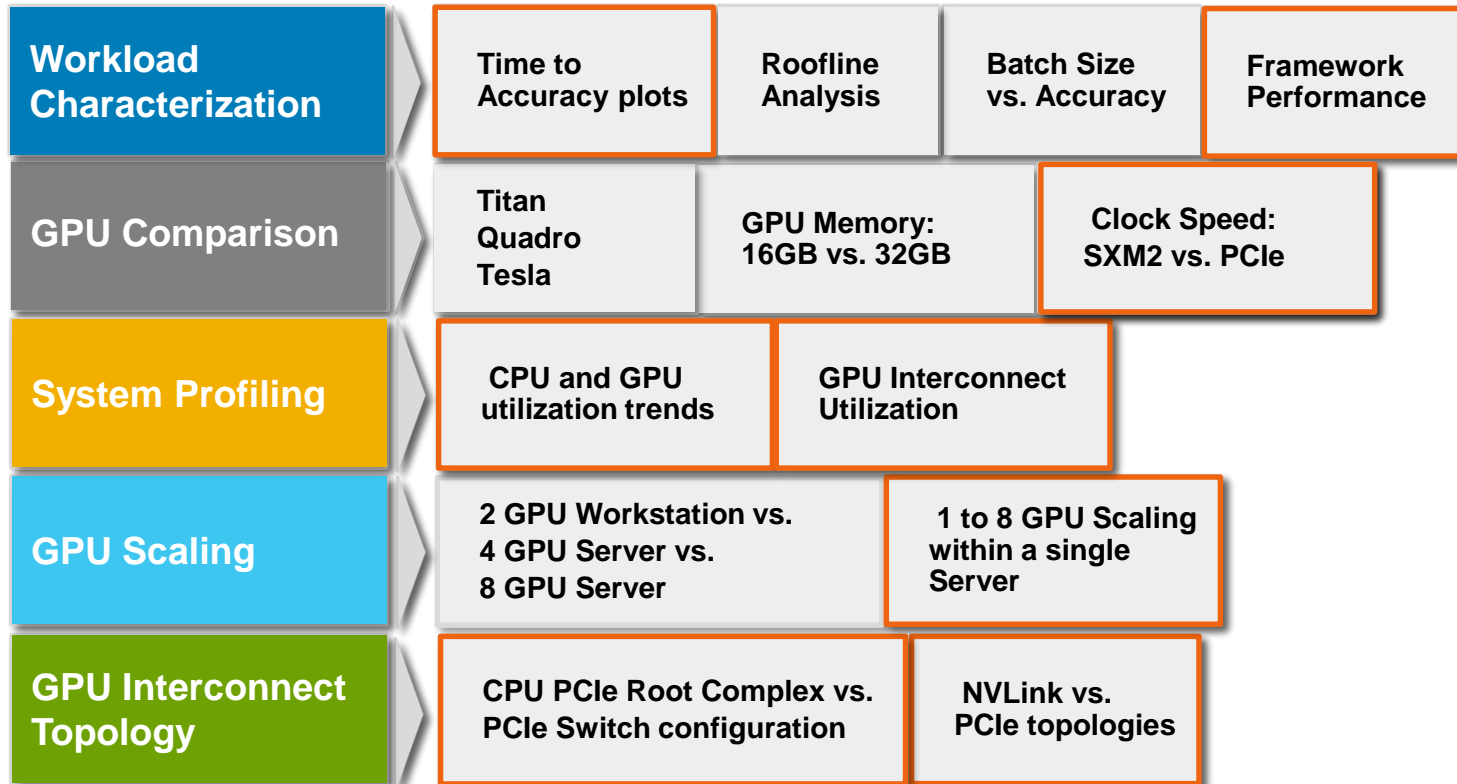 Workload
Characterization
Time to
Accuracy plots
Roofline
Analysis
Batch Size
vs. Accuracy
Framework
Performance
GPU Comparison
Titan
Quadro
Tesla
GPU Memory:
16GB vs. 32GB
Clock Speed:
SXM2 vs. PCIe
System Profiling
CPU and GPU
utilization trends
GPU Interconnect
Utilization
GPU Scaling
2 GPU Workstation vs.
4 GPU Server vs.
8 GPU Server
1 to 8 GPU Scaling
within a single
Server
GPU Interconnect
Topology
CPU PCIe Root Complex vs.
PCIe Switch configuration
NVLink vs.
PCIe topologies